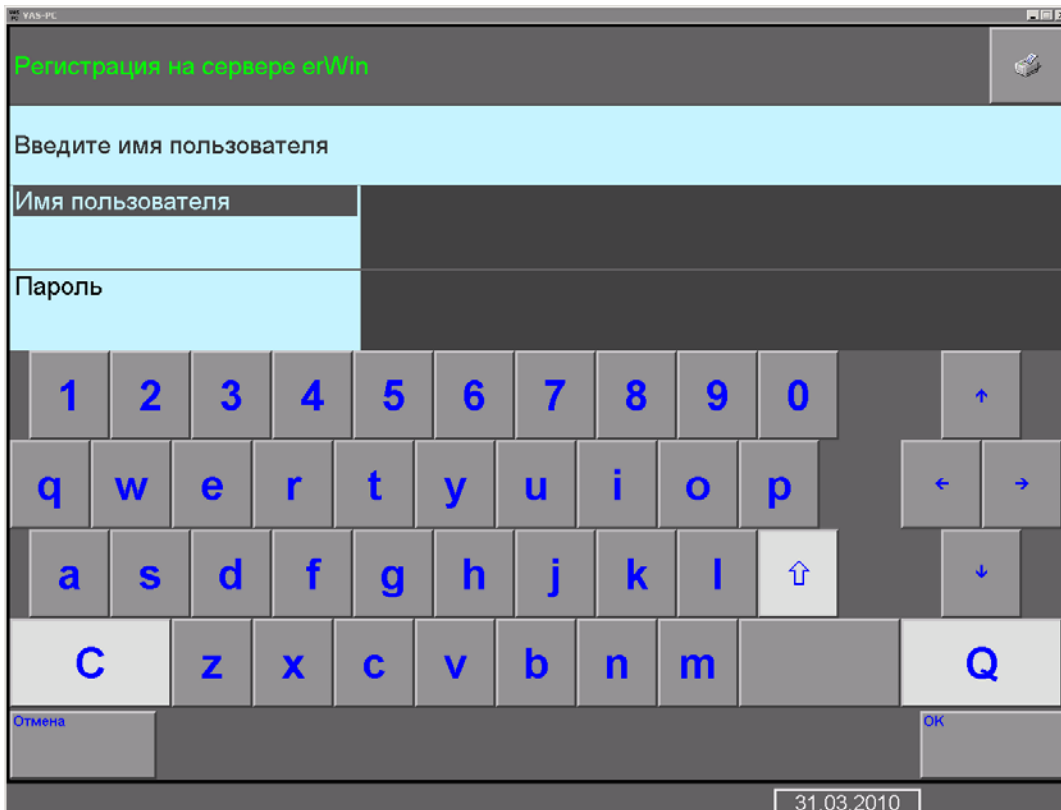 VAS-PC
Регистрация на сервере erWin
Введите имя пользователя
Имя пользователя
Пароль
1 2 3 4 5 6 7 8 9 0 ↑
q w e r t y u i o p ← →
a s d f g h j k l ⇧ ↓
C z x c v b n m Q
Отмена OK
31.03.2010